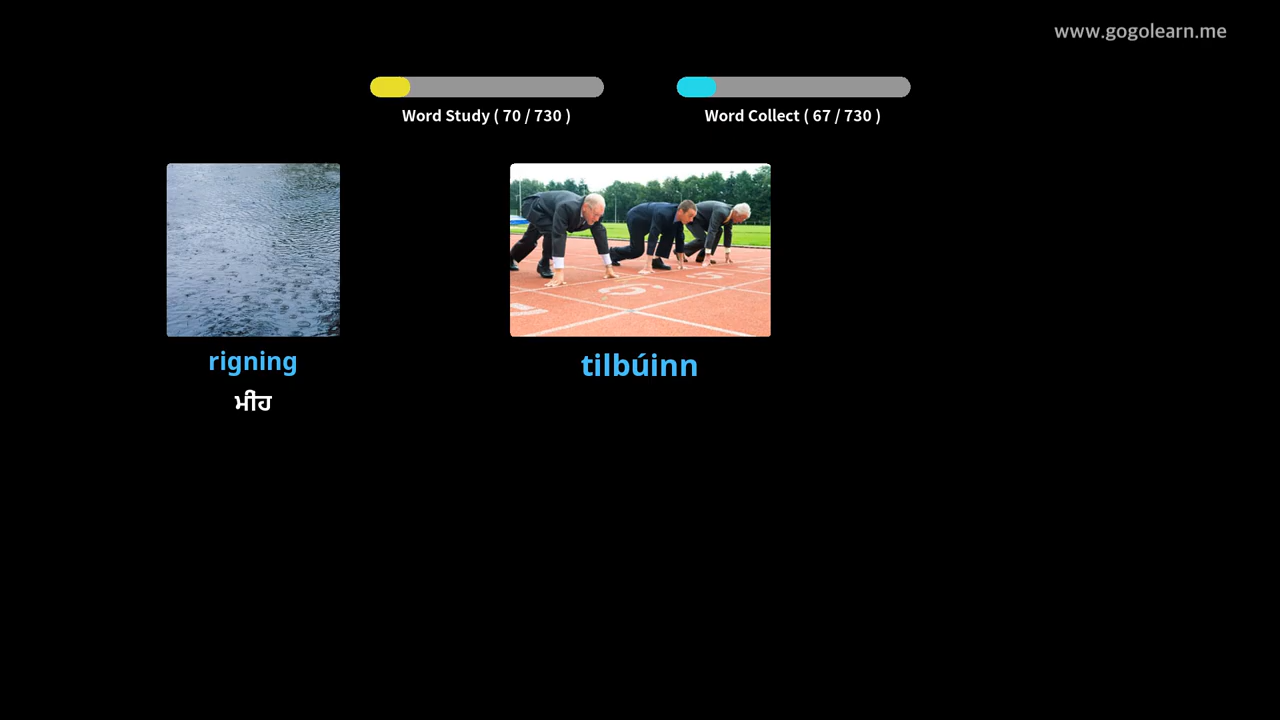 www.gogolearn.me
Word Study ( 70 / 730 )
Word Collect ( 67 / 730 )
rigning
ਮੀਂਹ
tilbúinn